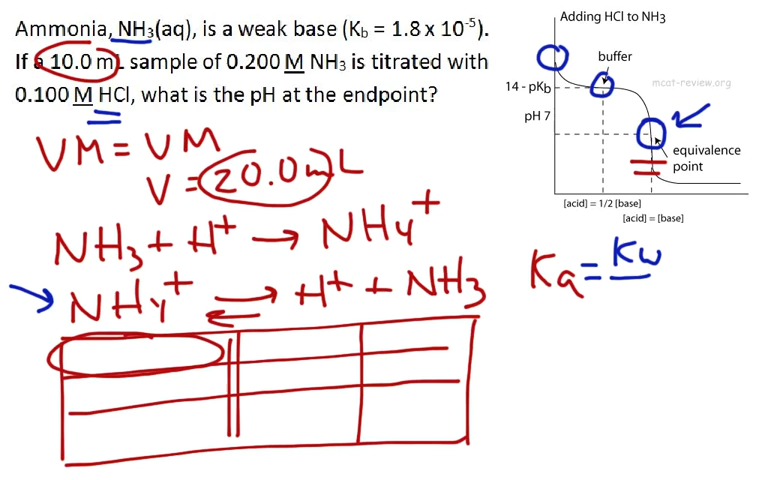 Ammonia, NH₃(aq), is a weak base (K_b = 1.8 x 10⁻⁵).
If a 10.0 mL sample of 0.200 M NH₃ is titrated with
0.100 M HCl, what is the pH at the endpoint?
VM = VM
V = 20.0 mL
NH₃ + H⁺ → NH₄⁺
NH₄⁺ ⇌ H⁺ + NH₃
Adding HCl to NH3
buffer
14 - pKb
mcat-review.org
pH 7
equivalence
point
[acid] = 1/2 [base]
[acid] = [base]
Ka = Kw